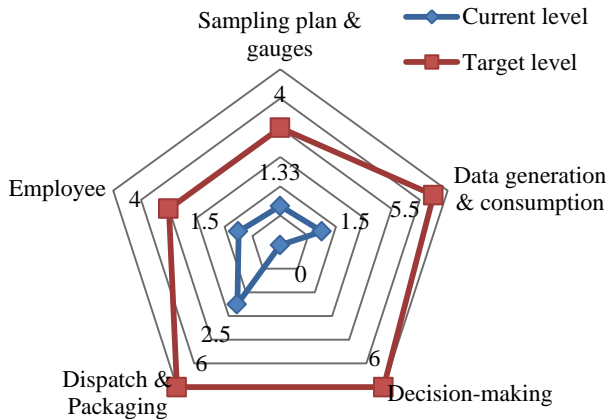 Sampling plan &
gauges
Current level
Target level
4
1.33
Employee
4
1.5
1.5
5.5
Data generation
& consumption
0
2.5
6
6
Dispatch &
Packaging
Decision-making